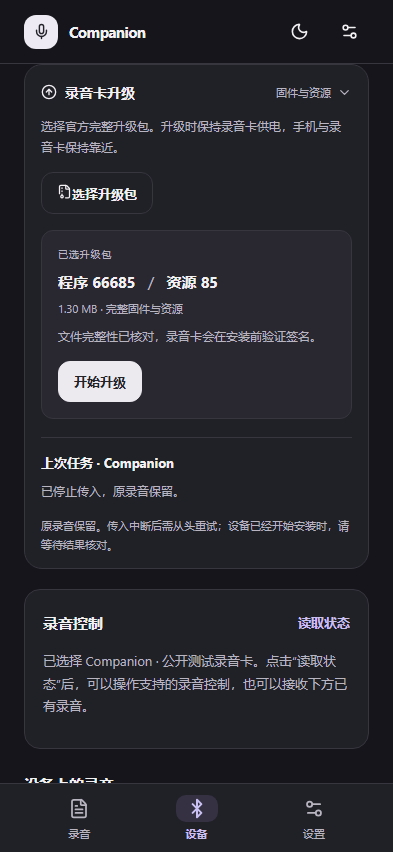 Companion
录音卡升级
固件与资源
选择官方完整升级包。升级时保持录音卡供电，手机与录
音卡保持靠近。
选择升级包
已选升级包
程序 66685 / 资源 85
1.30 MB · 完整固件与资源
文件完整性已核对，录音卡会在安装前验证签名。
开始升级
上次任务 · Companion
已停止传入，原录音保留。
原录音保留。传入中断后需从头重试；设备已经开始安装时，请
等待结果核对。
录音控制
读取状态
已选择 Companion · 公开测试录音卡。点击“读取状
态”后，可以操作支持的录音控制，也可以接收下方已
有录音。
设备上的录音
录音
设备
设置